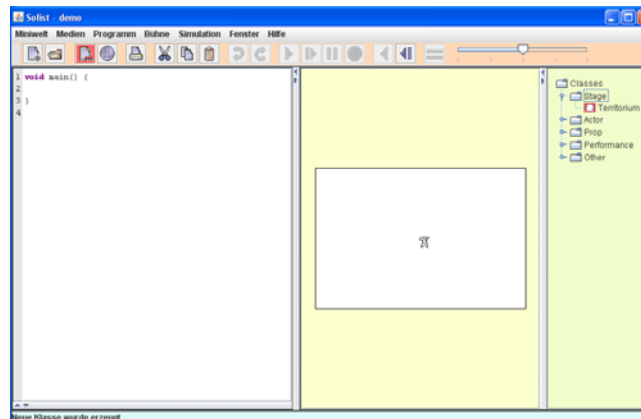 Solist - demo
Miniwelt Medien Programm Bühne Simulation Fenster Hilfe
1 void main() {
2
3 }
4
Classes
Stage
Territorium
Actor
Prop
Performance
Other
Neue Klasse wurde erzeugt